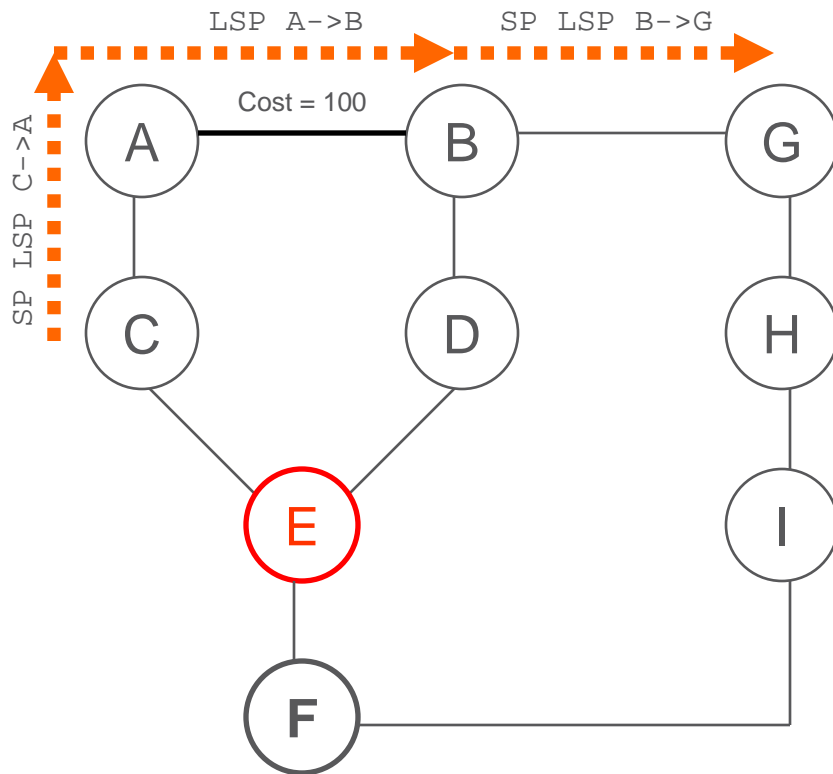 LSP A->B
SP LSP B->G
Cost = 100
A
B
G
SP LSP C->A
C
D
H
E
I
F